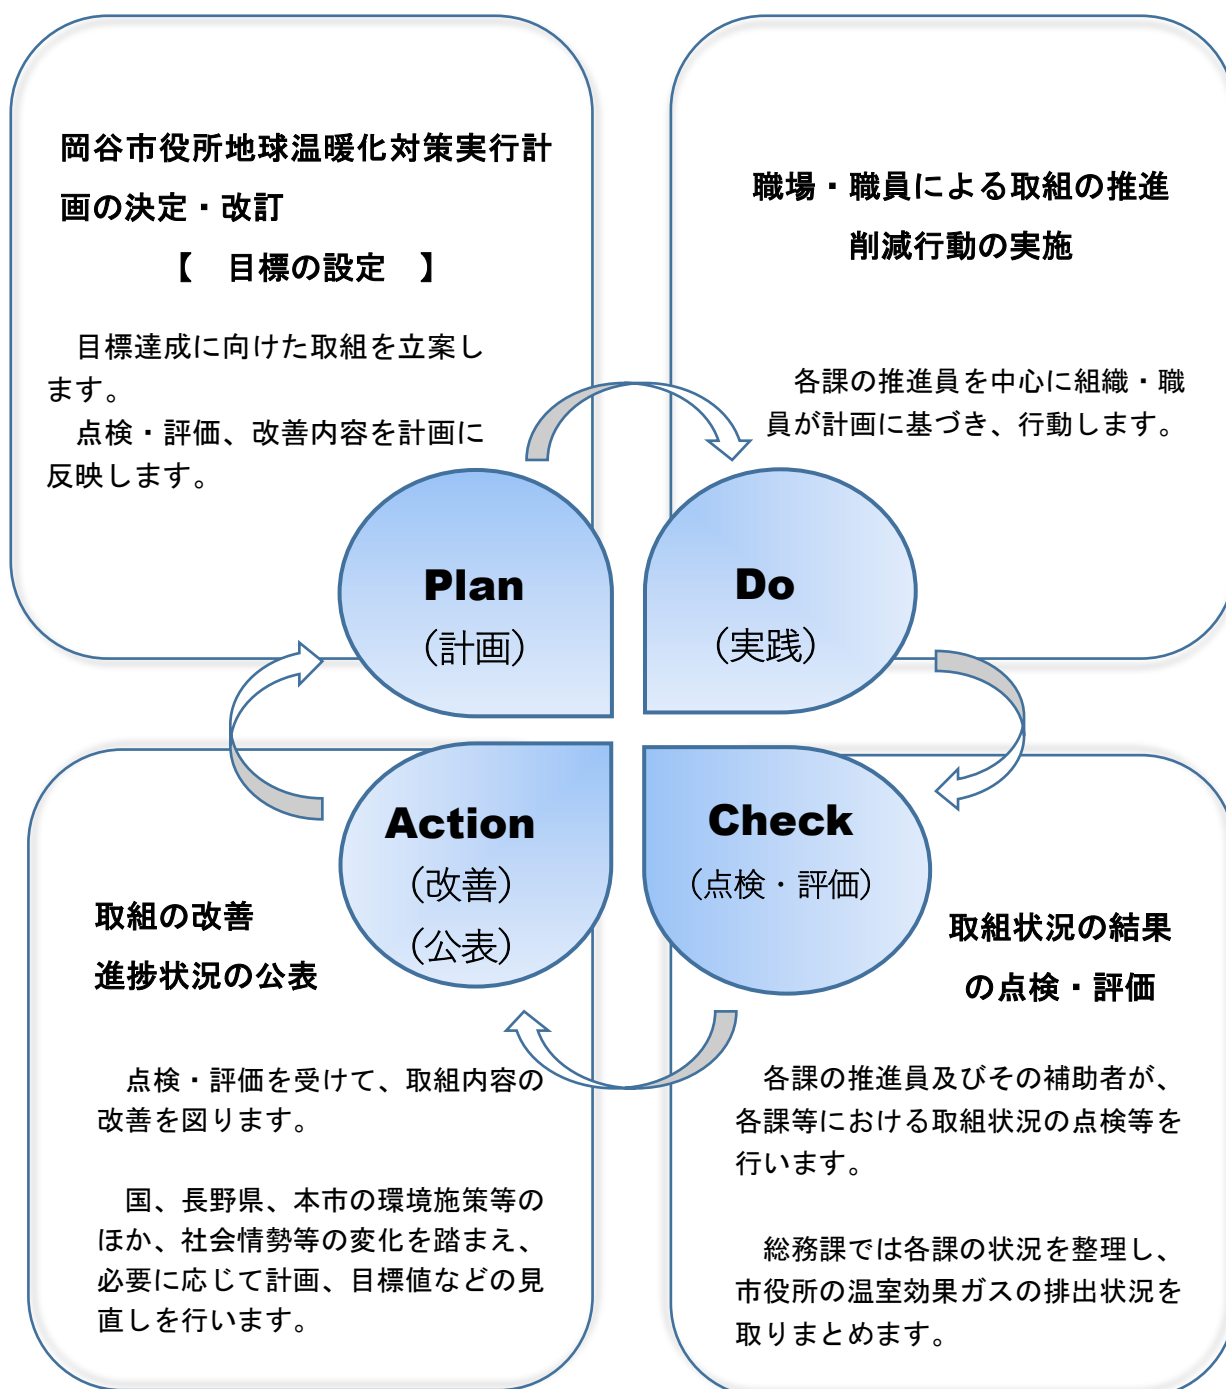 岡谷市役所地球温暖化対策実行計
画の決定・改訂
【　目標の設定　】
　目標達成に向けた取組を立案し
ます。
　点検・評価、改善内容を計画に
反映します。
Plan
（計画）
職場・職員による取組の推進
削減行動の実施
　各課の推進員を中心に組織・職
員が計画に基づき、行動します。
Do
（実践）
Check
（点検・評価）
取組状況の結果
の点検・評価
　各課の推進員及びその補助者が、
各課等における取組状況の点検等を
行います。
　総務課では各課の状況を整理し、
市役所の温室効果ガスの排出状況を
取りまとめます。
Action
（改善）
（公表）
取組の改善
進捗状況の公表
　点検・評価を受けて、取組内容の
改善を図ります。
　国、長野県、本市の環境施策等の
ほか、社会情勢等の変化を踏まえ、
必要に応じて計画、目標値などの見
直しを行います。